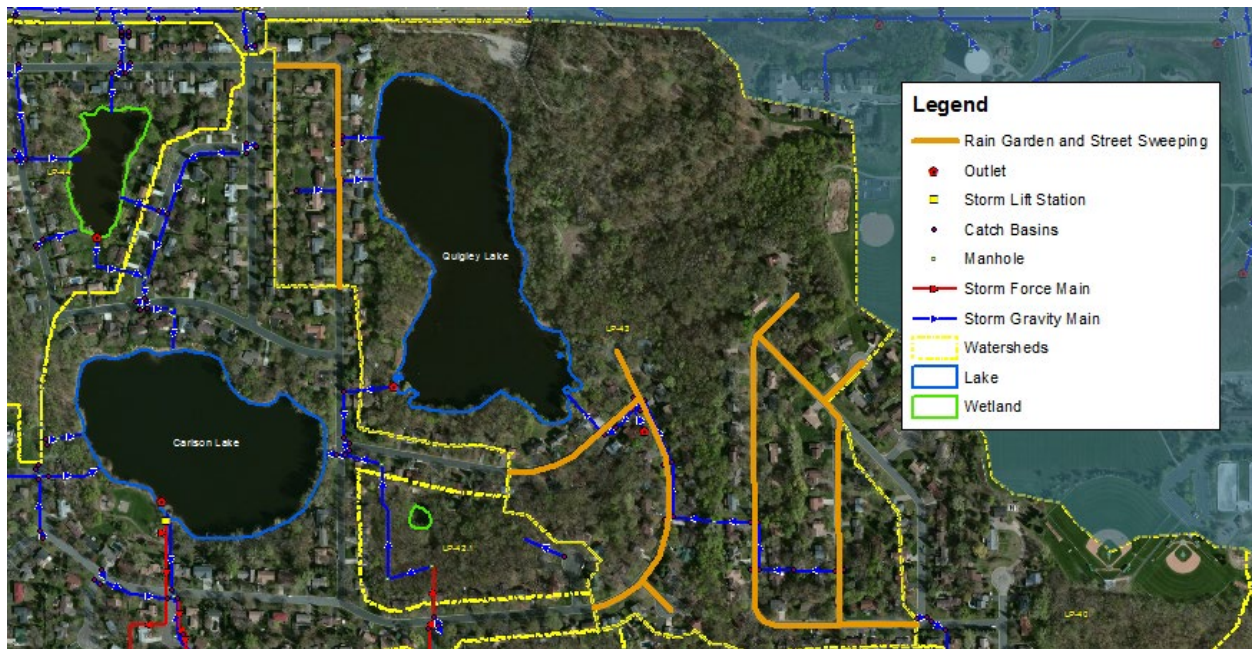 Legend
Rain Garden and Street Sweeping
Outlet
Storm Lift Station
Catch Basins
Manhole
Storm Force Main
Storm Gravity Main
Watersheds
Lake
Wetland
LP-44
Quigley Lake
LP-43
Carlson Lake
LP-42.1
LP-40